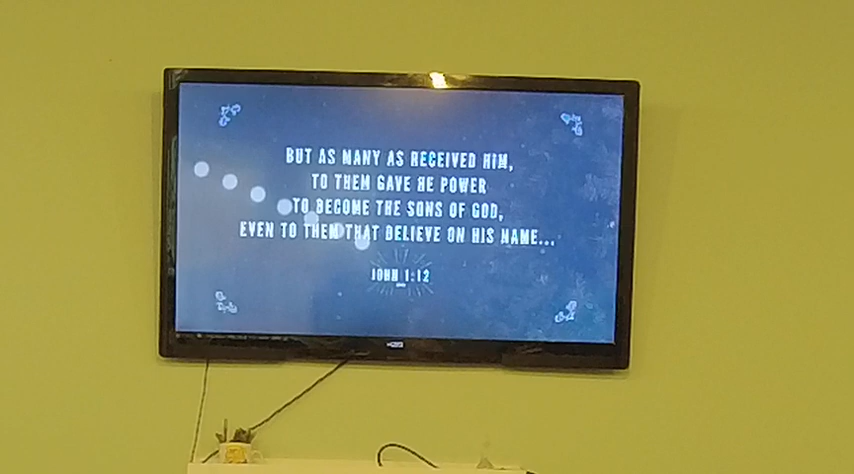 BUT AS MANY AS RECEIVED HIM,
TO THEM GAVE HE POWER
TO BECOME THE SONS OF GOD,
EVEN TO THEM THAT BELIEVE ON HIS NAME...
JOHN 1:12